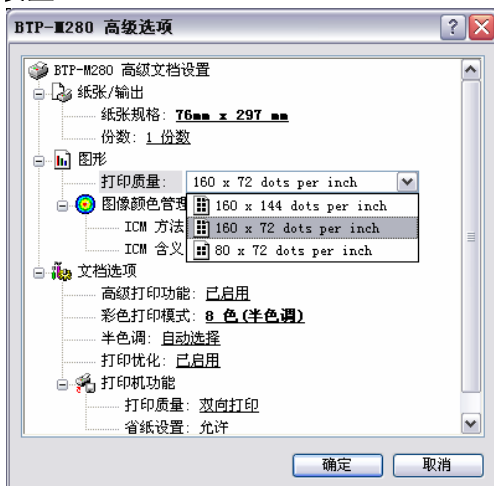 BTP-M280 高级选项
BTP-M280 高级文档设置
纸张/输出
纸张规格: 76mm x 297 mm
份数: 1 份数
图形
打印质量: 160 x 72 dots per inch
图像颜色管理 160 x 144 dots per inch
ICM 方法 160 x 72 dots per inch
ICM 含义 80 x 72 dots per inch
文档选项
高级打印功能: 已启用
彩色打印模式: 8 色(半色调)
半色调: 自动选择
打印优化: 已启用
打印机功能
打印质量: 双向打印
省纸设置: 允许
确定 取消